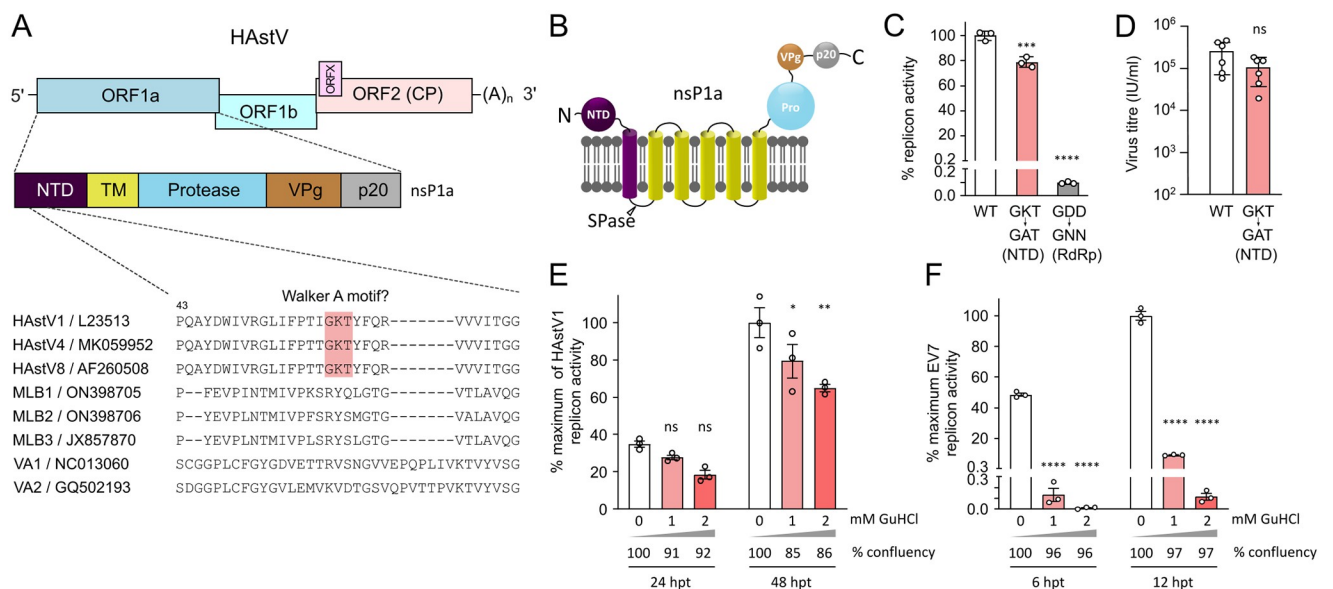 A
HAstV
5'
ORF1a
ORF1b
ORFX
ORF2 (CP)
(A)n
3'
NTD
TM
Protease
VPg
p20
nsP1a
Walker A motif?
43
HAstV1 / L23513 PQAYDWIVRGLIFPTIGKTYFQR-------VVVITGG
HAstV4 / MK059952 PQAYDWIVRGLIFPTTGKTYFQR-------VVVITGG
HAstV8 / AF260508 PQAYDWIVRGLIFPTTGKTYFQR-------VVVITGG
MLB1 / ON398705 P--FEVPINTMIVPKSRYQLGTG-------VTLAVQG
MLB2 / ON398706 P--YEVPINTMIVPLSRYSMGTG-------VALAVQG
MLB3 / JX857870 P--YEVPLNTMIVPLSRYSLGTG-------VTLAVQG
VA1 / NC013060 SCGGPLCFGYGDVETTRVSNGVVEPQPLIVKTVYVSG
VA2 / GQ502193 SDGGPLCFGYGVLEMVKVDTGSVQPVTTPVKTVYVSG
B
N
NTD
nsP1a
VPg
p20
C
Pro
SPase
C
% replicon activity
100
80
60
40
20
0.2
0.2
0.1
0.0
***
****
WT
GKT
GAT
(NTD)
GDD
GNN
(RdRp)
D
Virus titre (IU/ml)
10^6
10^5
10^4
10^3
10^2
ns
WT
GKT
GAT
(NTD)
E
% maximum of HAstV1
replicon activity
100
80
60
40
20
0
ns ns * **
0 1 2 0 1 2 mM GuHCl
100 91 92 100 85 86 % confluency
24 hpt 48 hpt
F
% maximum EV7
replicon activity
100
80
60
40
20
0.3
0.3
0.0
**** **** **** ****
0 1 2 0 1 2 mM GuHCl
100 96 96 100 97 97 % confluency
6 hpt 12 hpt